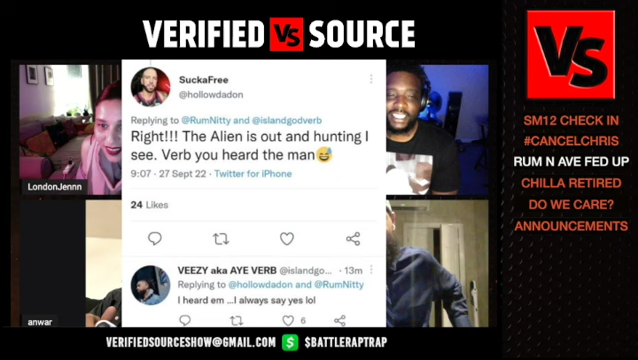 VERIFIED VS SOURCE
VS
SM12 CHECK IN
#CANCELCHRIS
RUM N AVE FED UP
CHILLA RETIRED
DO WE CARE?
ANNOUNCEMENTS
SuckaFree
@hollowdadon
Replying to @RumNitty and @islandgodverb
Right!!! The Alien is out and hunting I
see. Verb you heard the man😅
9:07 · 27 Sept 22 · Twitter for iPhone
24 Likes
VEEZY aka AYE VERB @islandgo... · 13m
Replying to @hollowdadon and @RumNitty
I heard em ...I always say yes lol
6
LondonJennn
anwar
VERIFIEDSOURCESHOW@GMAIL.COM $ $BATTLERAPTRAP